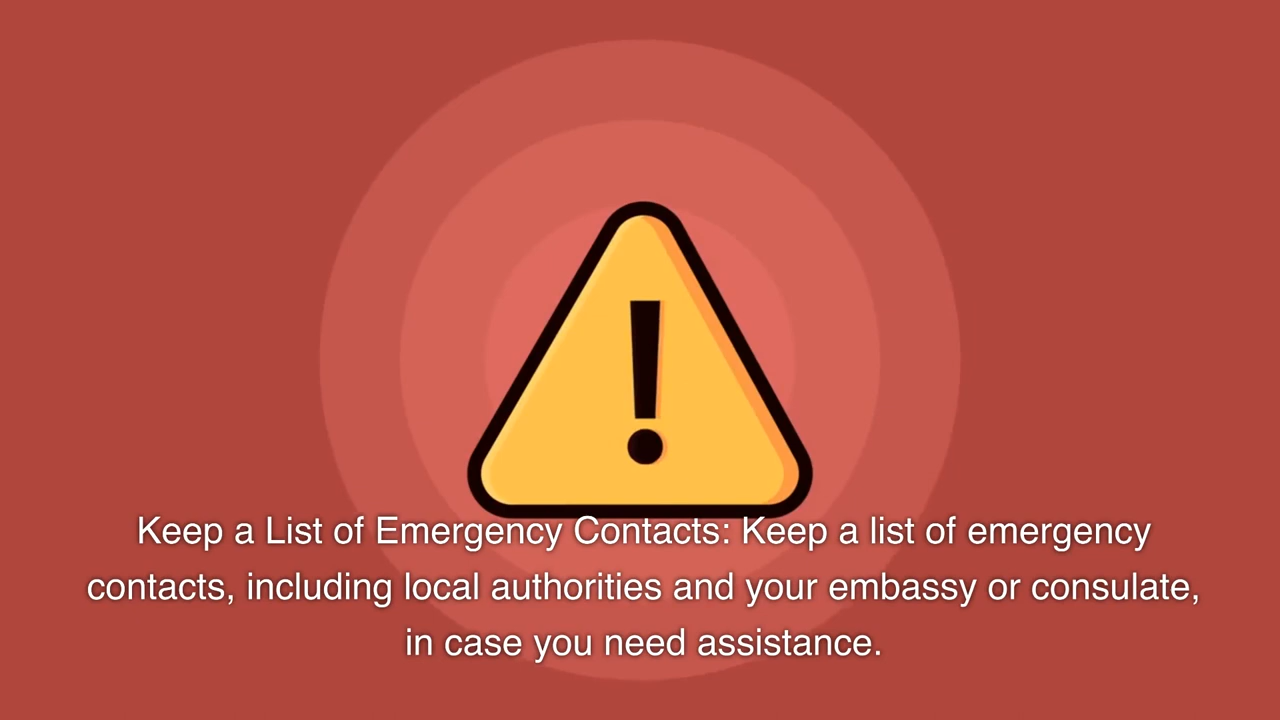 Keep a List of Emergency Contacts: Keep a list of emergency
contacts, including local authorities and your embassy or consulate,
in case you need assistance.